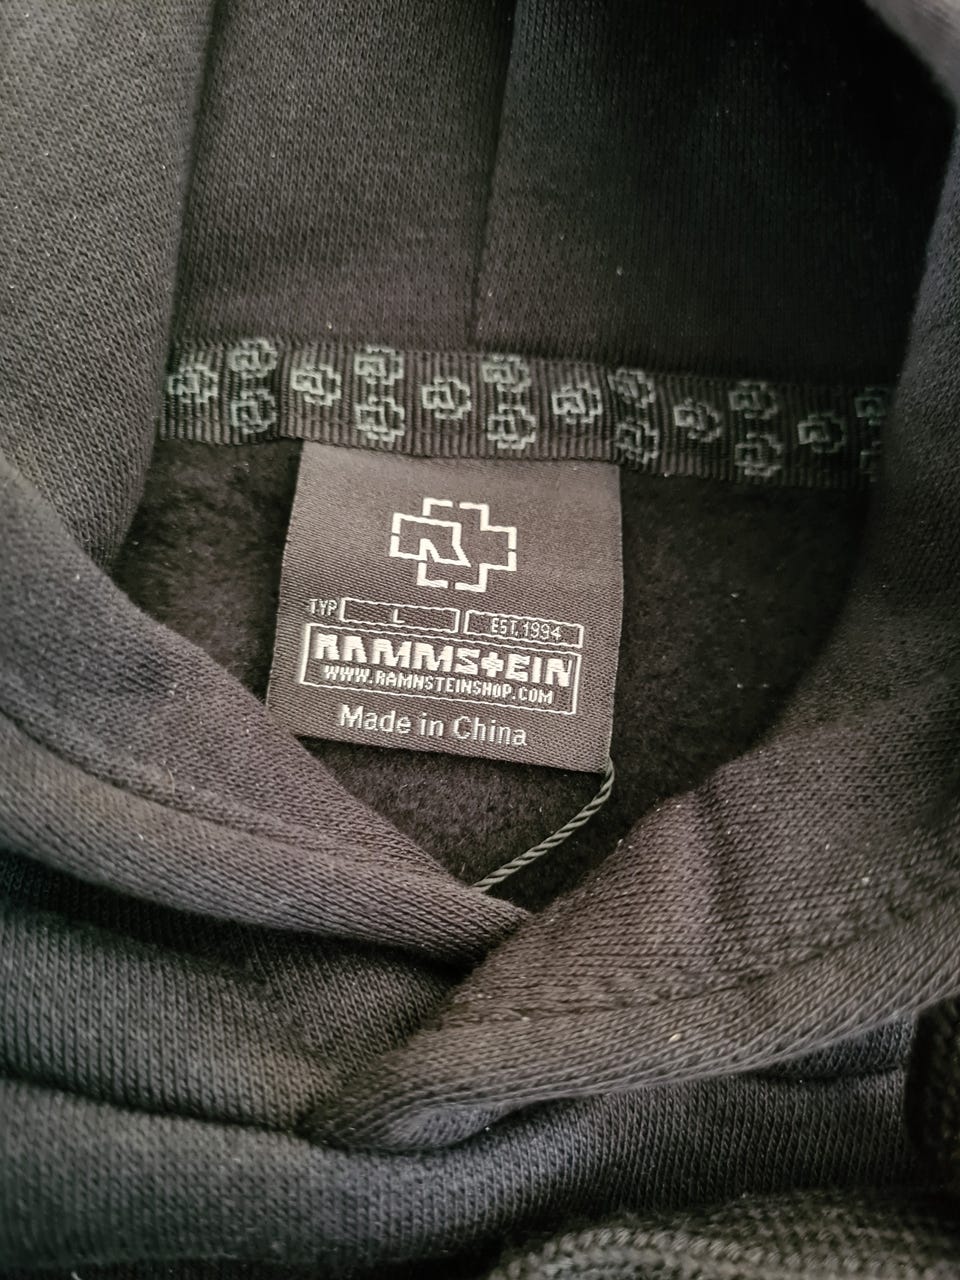 TYP L EST. 1994
RAMMSTEIN
WWW.RAMMSTEINSHOP.COM
Made in China